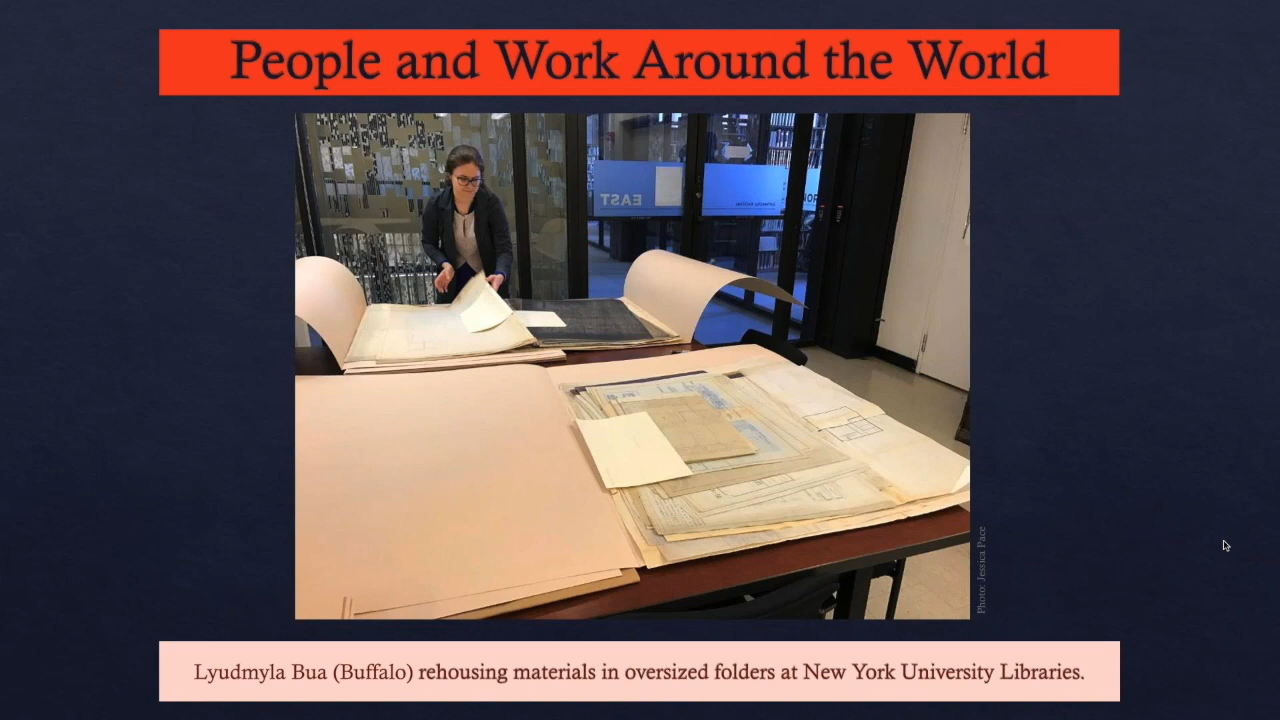 People and Work Around the World
EAST
Photo: Jessica Pace
Lyudmyla Bua (Buffalo) rehousing materials in oversized folders at New York University Libraries.